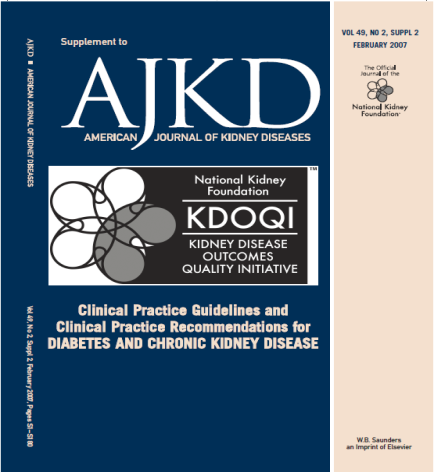 AJKD ■ AMERICAN JOURNAL OF KIDNEY DISEASES
Vol 49, No 2, Suppl 2, February 2007, Pages S1–S180
Supplement to
AJKD
AMERICAN JOURNAL OF KIDNEY DISEASES
National Kidney
Foundation
TM
KDOQI
KIDNEY DISEASE
OUTCOMES
QUALITY INITIATIVE
Clinical Practice Guidelines and
Clinical Practice Recommendations for
DIABETES AND CHRONIC KIDNEY DISEASE
VOL 49, NO 2, SUPPL 2
FEBRUARY 2007
The Official
Journal of the
National Kidney
Foundation
W.B. Saunders
an Imprint of Elsevier